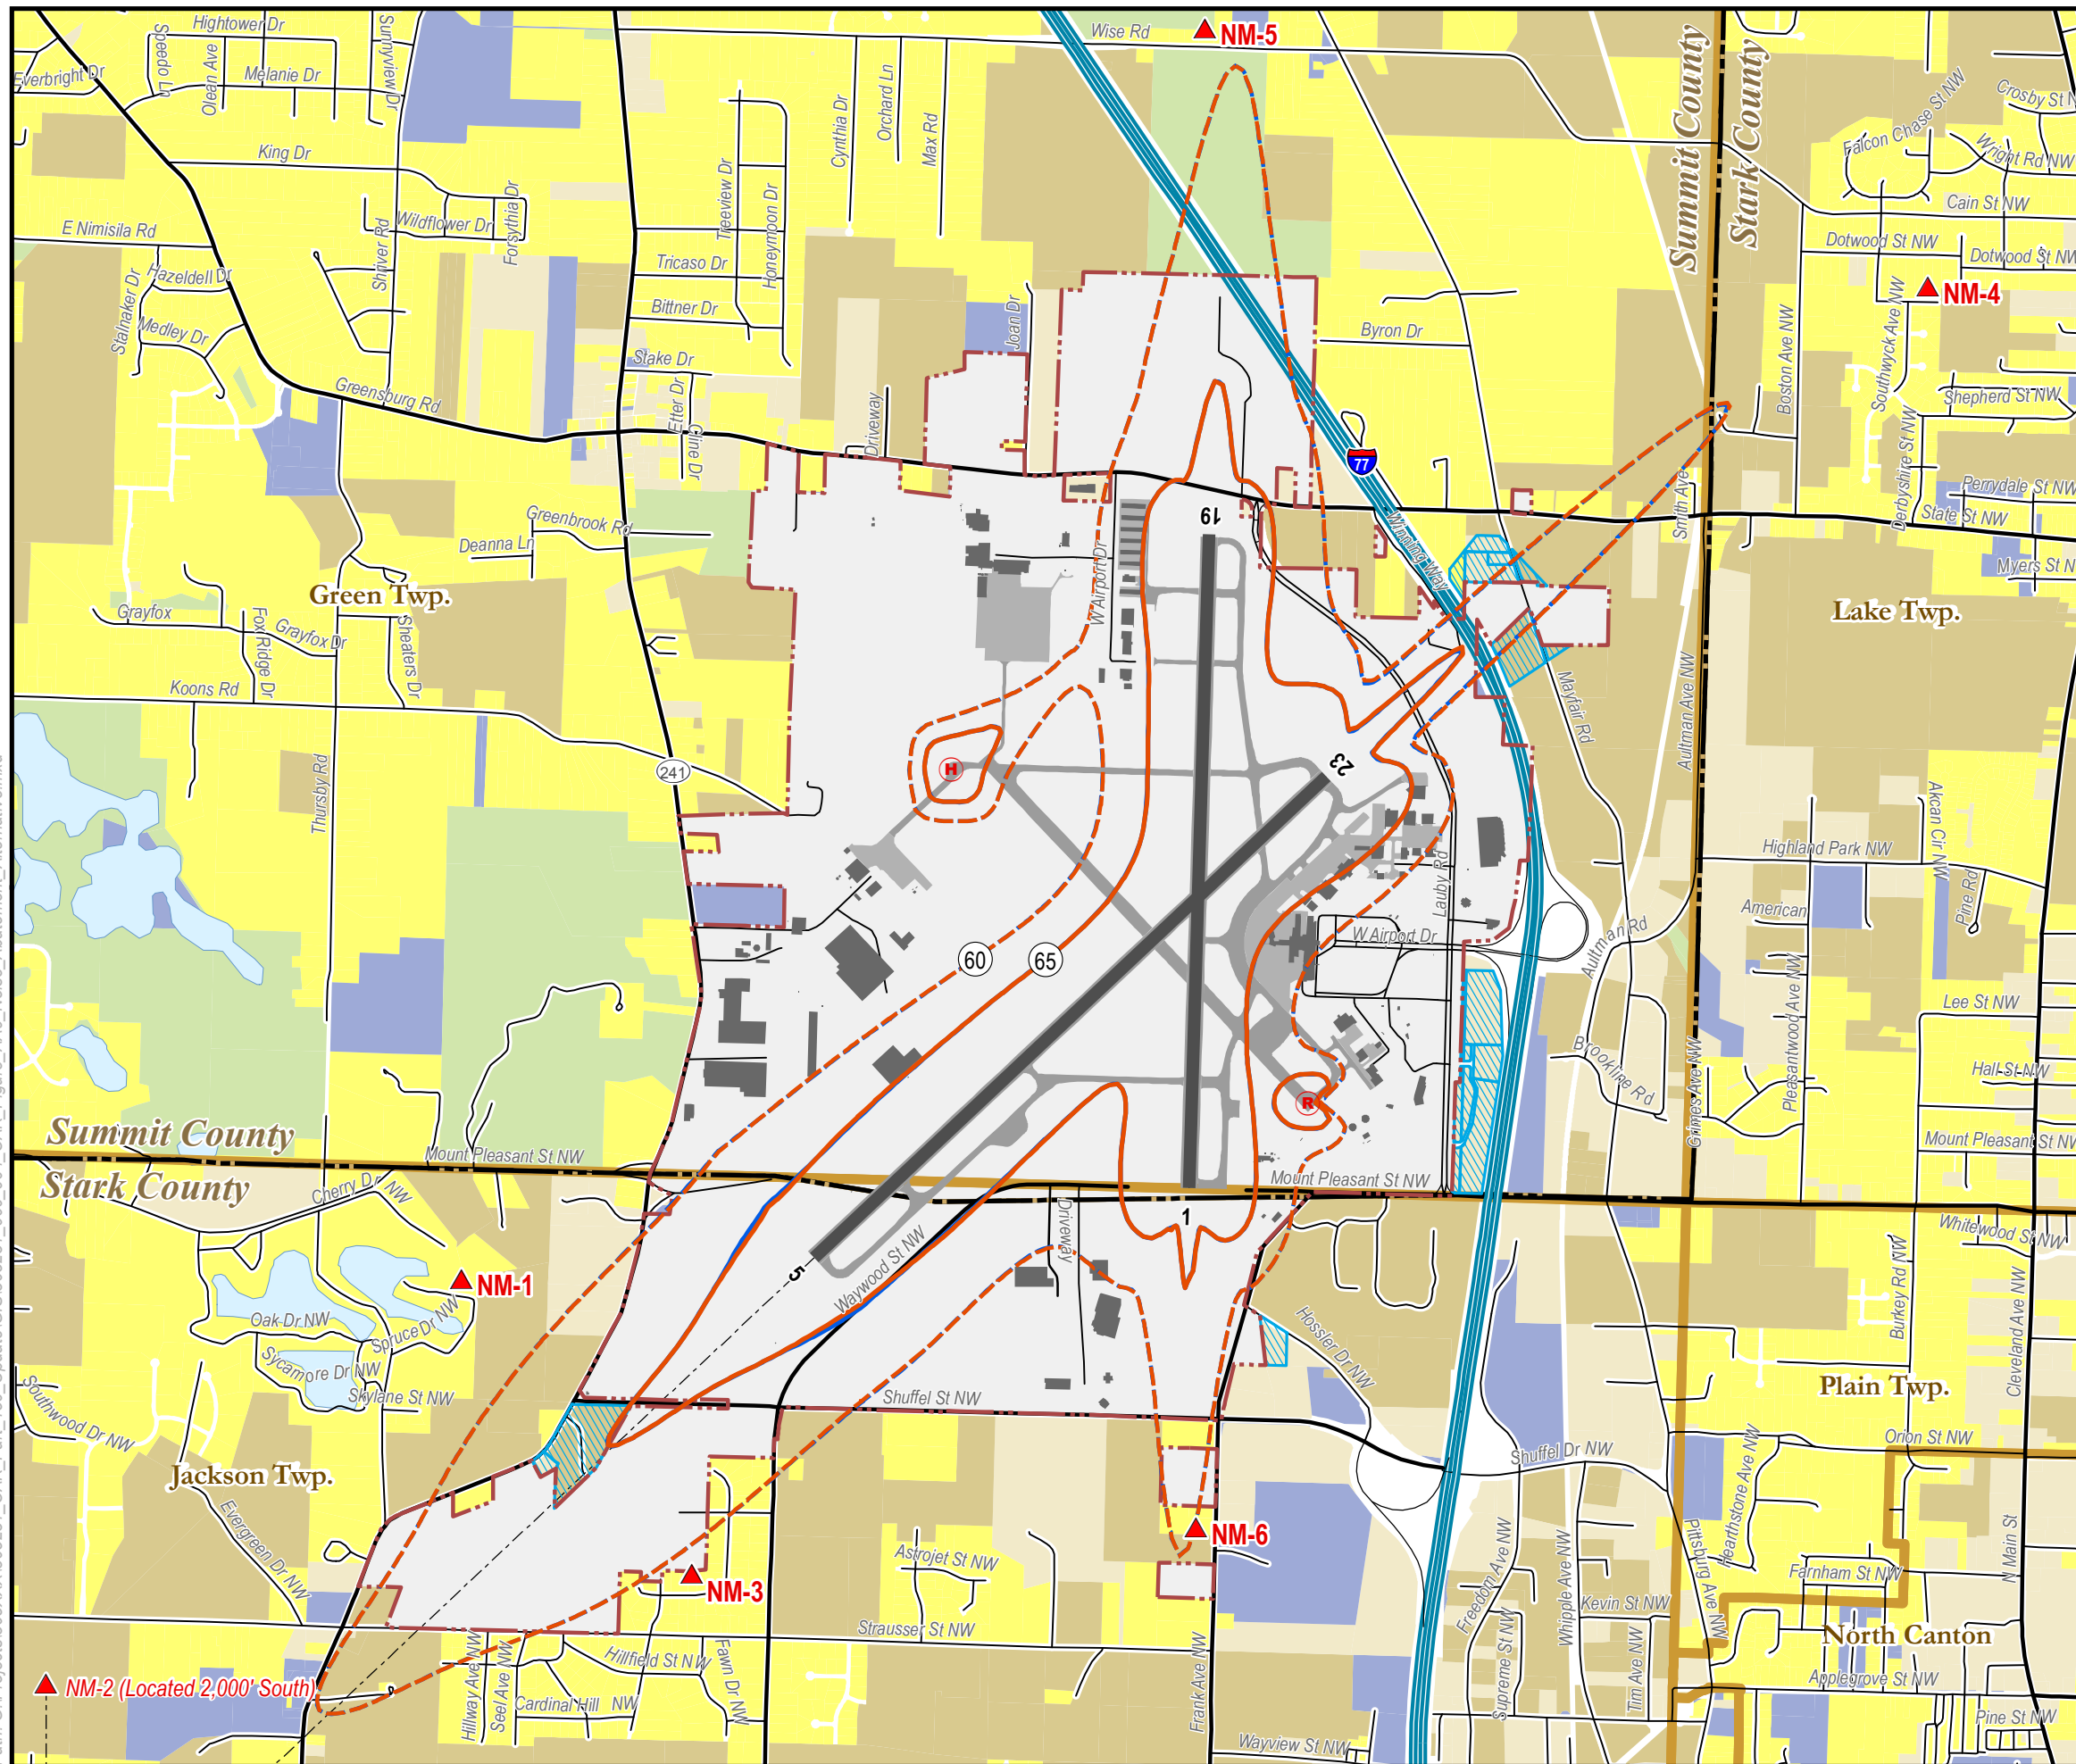 Wise Rd
NM-5
Hightower Dr
Speedo Ln
Olean Ave
Sunnyview Dr
Everbright Dr
Melanie Dr
King Dr
Wildflower Dr
Forsythia Dr
Shriver Rd
E Nimisila Rd
Hazeldell Dr
Stalnaker Dr
Medley Dr
Greensburg Rd
Treeview Dr
Honeymoon Dr
Tricaso Dr
Bittner Dr
Stake Dr
Etter Dr
Cline Dr
Cynthia Dr
Orchard Ln
Max Rd
Joan Dr
Driveway
Byron Dr
77
Winning Way
Summit County
Stark County
Falcon Chase St NW
Crosby St N
Wright Rd NW
Cain St NW
Dotwood St NW
Dotwood St NW
NM-4
Southwyck Ave NW
Boston Ave NW
Shepherd St NW
Derbyshire St NW
Perrydale St NW
State St NW
Myers St N
Smith Ave
Lake Twp.
Greenbrook Rd
Deanna Ln
Green Twp.
Grayfox
Grayfox Dr
Fox Ridge Dr
Sheaters Dr
Koons Rd
Thursby Rd
241
W Airport Dr
19
23
H
60
65
R
1
5
Mayfair Rd
Aultman Ave NW
Lauby Rd
W Airport Dr
Aultman Rd
Brookline Rd
Grimes Ave NW
Highland Park NW
Akcan Cir NW
Pine Rd
American
Pleasantwood Ave NW
Lee St NW
Hall St NW
Mount Pleasant St NW
Summit County
Stark County
Mount Pleasant St NW
Mount Pleasant St NW
Cherry Dr NW
NM-1
Oak Dr NW
Spruce Dr NW
Sycamore Dr NW
Skylane St NW
Southwood Dr NW
Jackson Twp.
Evergreen Dr NW
Waywood St NW
Driveway
Shuffel St NW
Hossler Dr NW
Whitewood St NW
Burkey Rd NW
Cleveland Ave NW
Plain Twp.
Orion St NW
Shuffel Dr NW
Hearthstone Ave NW
Pittsburg Ave NW
N Main St
Farnham St NW
Freedom Ave NW
Whipple Ave NW
Kevin St NW
Tim Ave NW
Supreme St NW
North Canton
Applegrove St NW
Pine St NW
NM-6
Astrojet St NW
Strausser St NW
Frank Ave NW
Wayview St NW
NM-3
Hillfield St NW
Fawn Dr NW
Cardinal Hill NW
Hillway Ave NW
Seel Ave NW
NM-2 (Located 2,000' South)